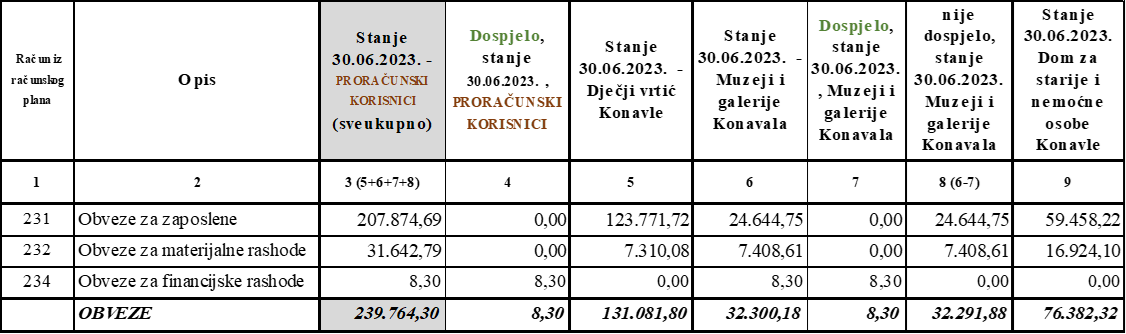 Račun iz
računskog
plana
Opis
Stanje
30.06.2023. -
PRORAČUNSKI
KORISNICI
(sveukupno)
Dospjelo,
stanje
30.06.2023. ,
PRORAČUNSKI
KORISNICI
Stanje
30.06.2023. -
Dječji vrtić
Konavle
Stanje
30.06.2023. -
Muzeji i
galerije
Konavala
Dospjelo,
stanje
30.06.2023.
, Muzeji i
galerije
Konavala
nije
dospjelo,
stanje
30.06.2023.
Muzeji i
galerije
Konavala
Stanje
30.06.2023.
Dom za
starije i
nemoćne
osobe
Konavle
1 2 3 (5+6+7+8) 4 5 6 7 8 (6-7) 9
231 Obveze za zaposlene 207.874,69 0,00 123.771,72 24.644,75 0,00 24.644,75 59.458,22
232 Obveze za materijalne rashode 31.642,79 0,00 7.310,08 7.408,61 0,00 7.408,61 16.924,10
234 Obveze za financijske rashode 8,30 8,30 0,00 8,30 8,30 0,00 0,00
OBVEZE 239.764,30 8,30 131.081,80 32.300,18 8,30 32.291,88 76.382,32